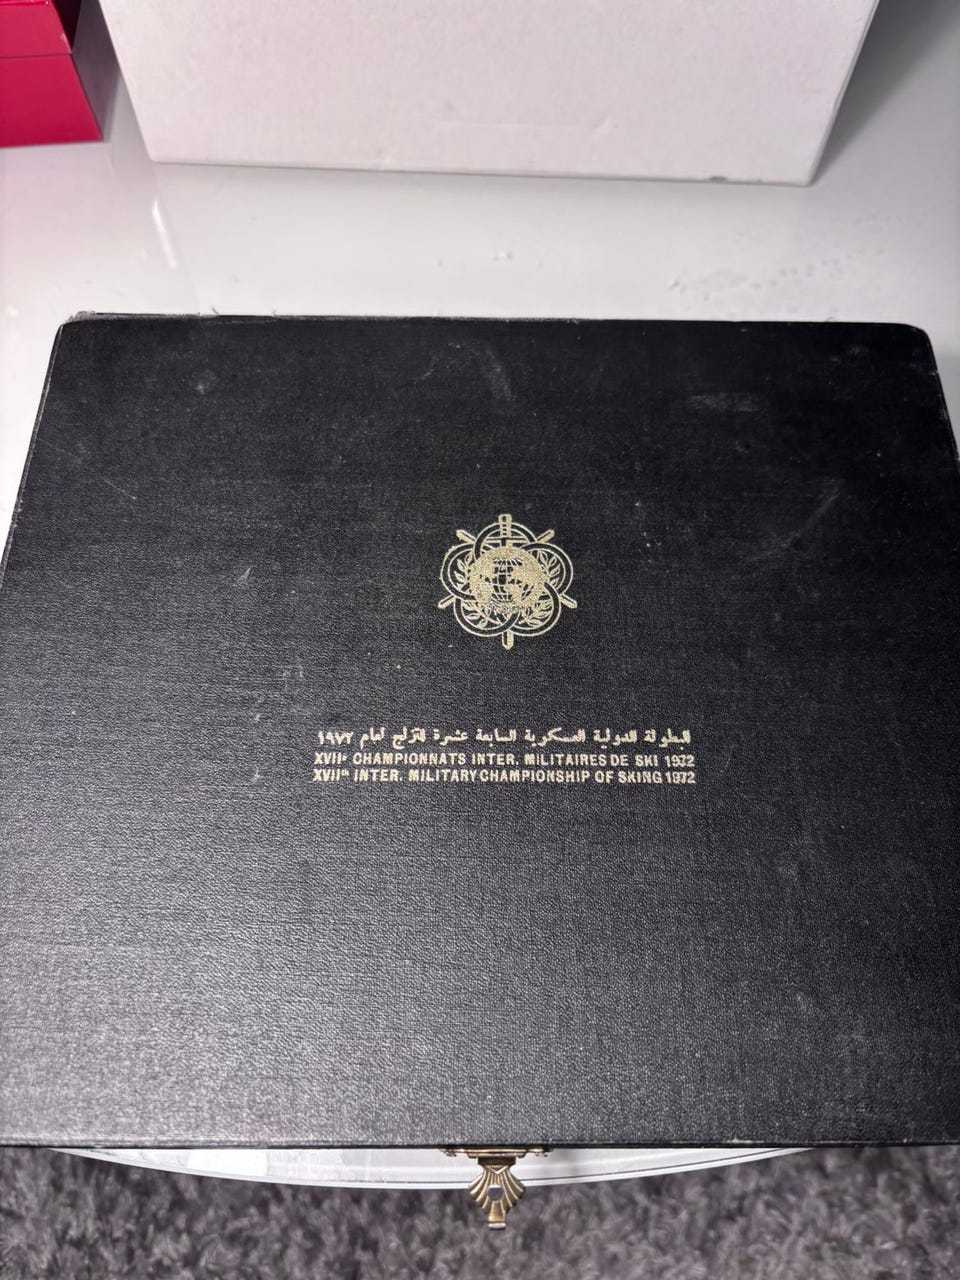 البطولة الدولية العسكرية السابعة عشرة للتزلج لعام ١٩٧٢
XVIIe CHAMPIONNATS INTER. MILITAIRES DE SKI 1972
XVIIth INTER. MILITARY CHAMPIONSHIP OF SKING 1972